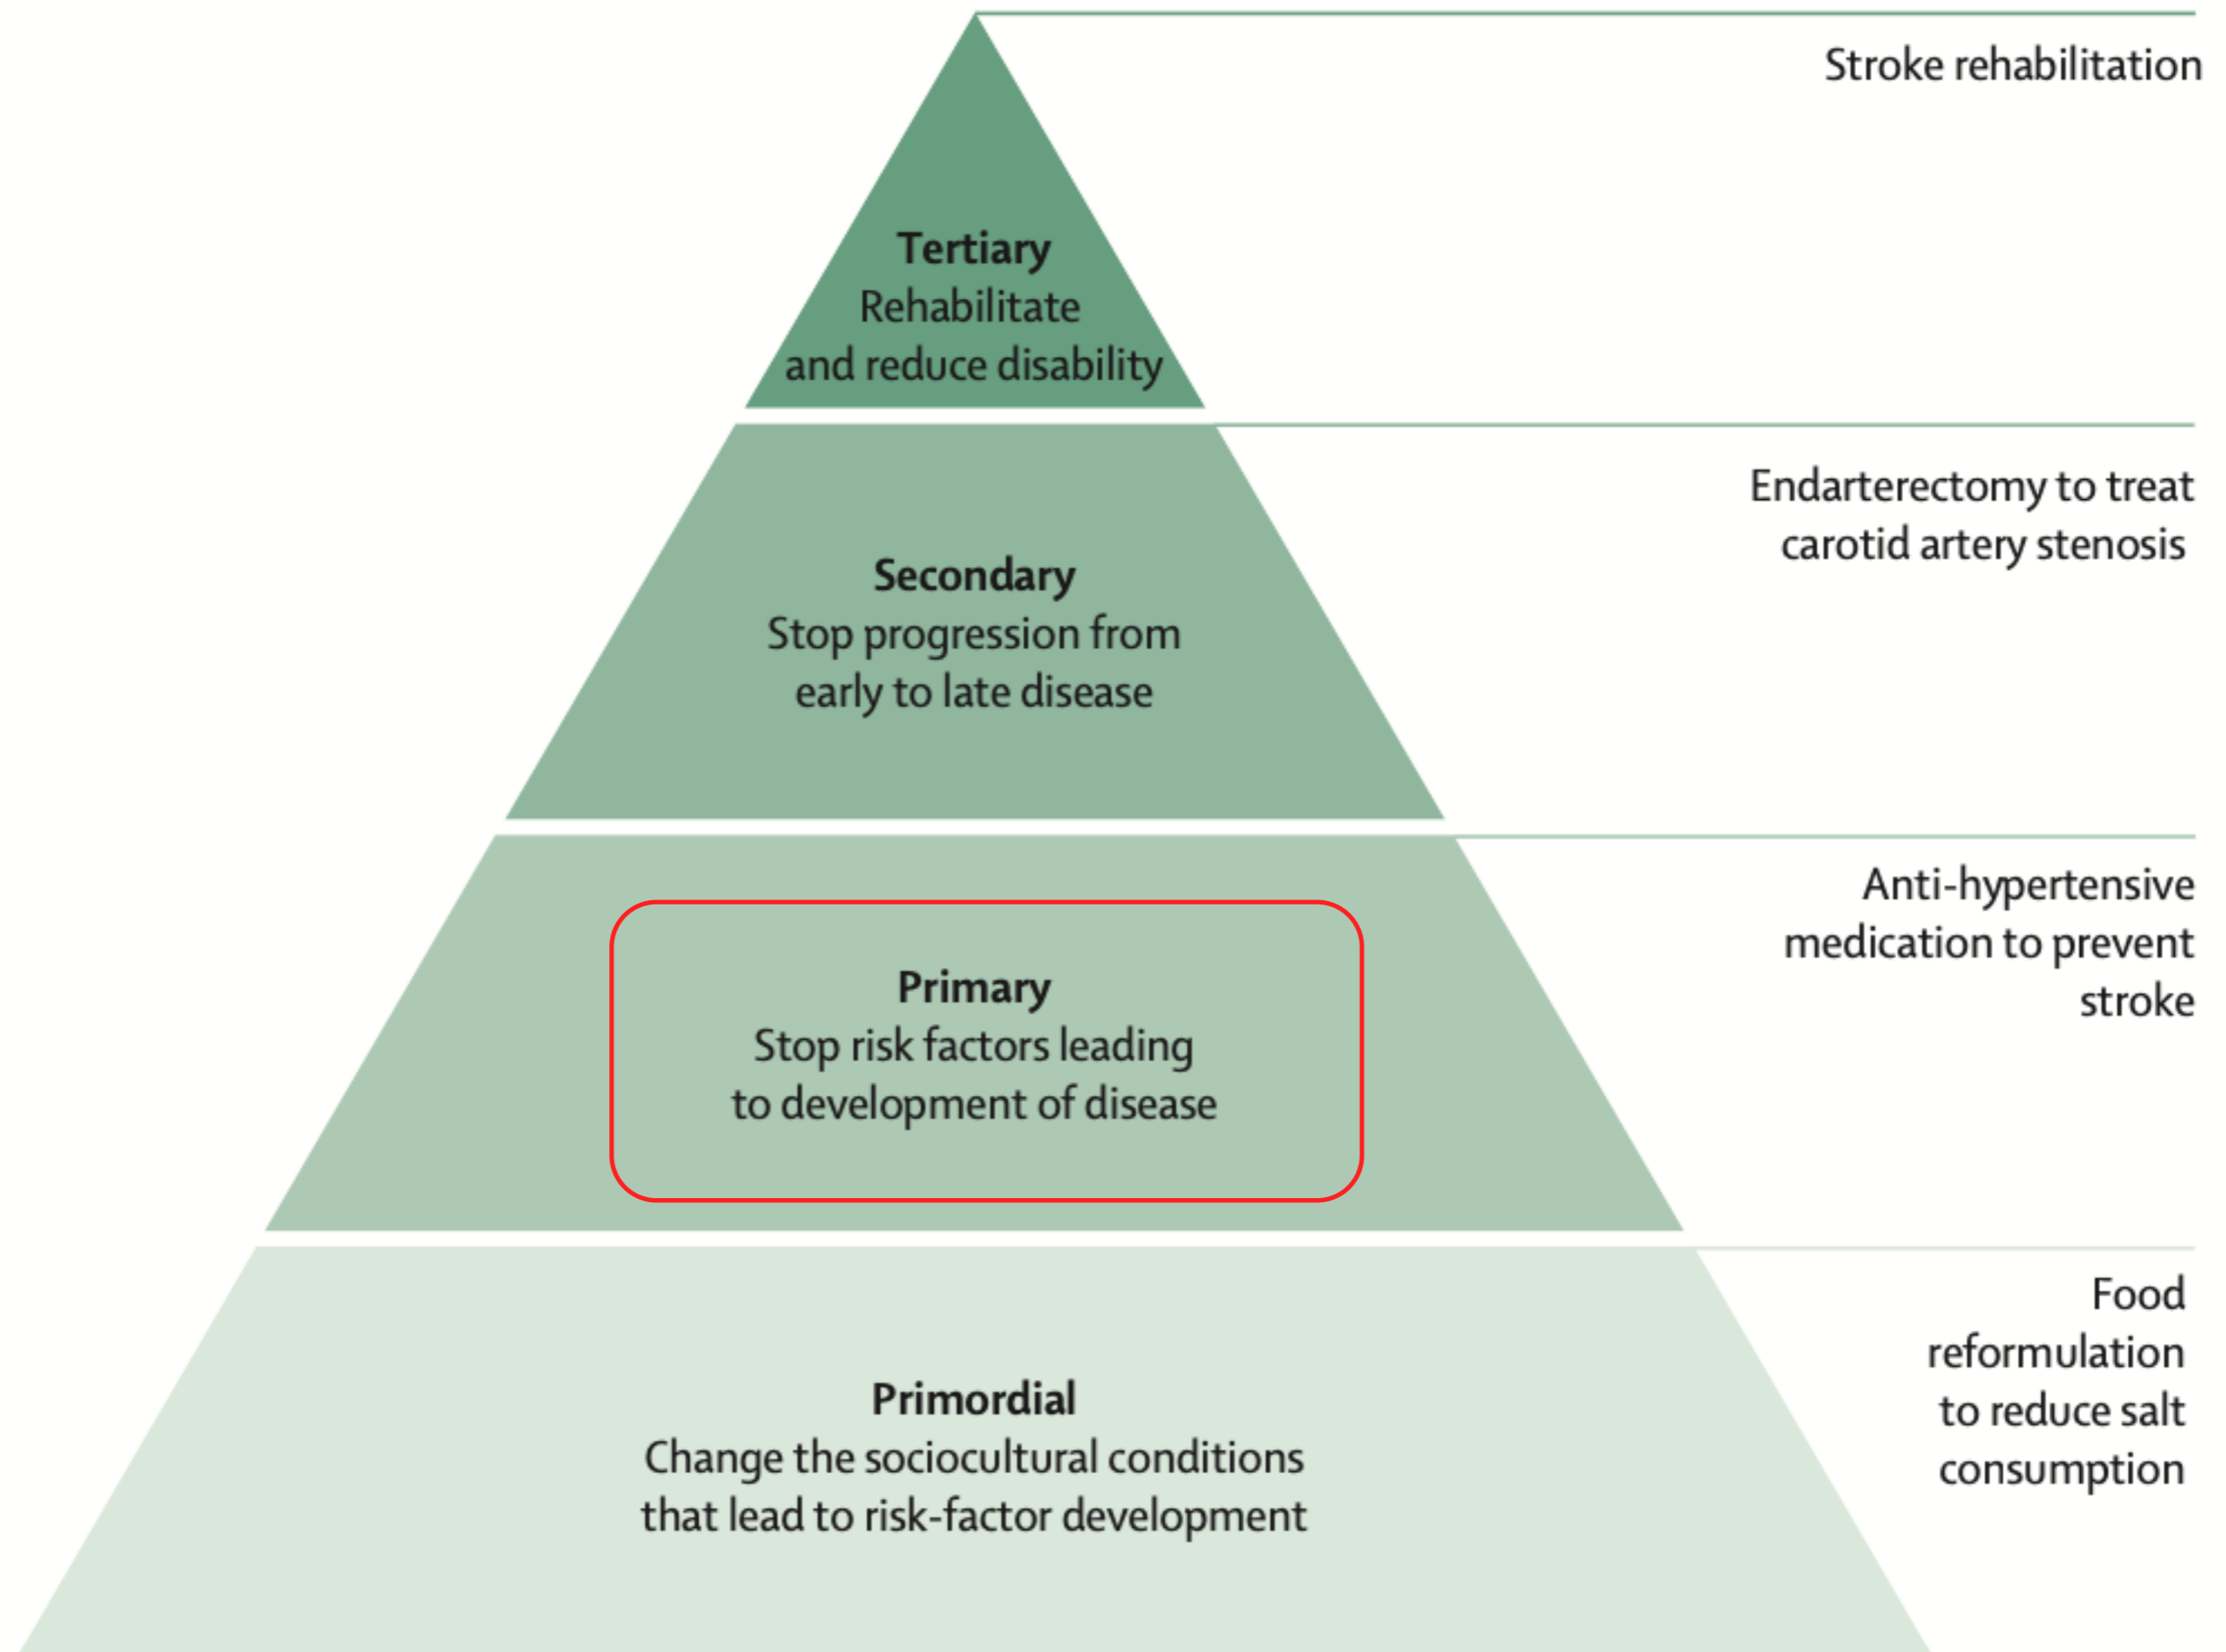 Stroke rehabilitation
Tertiary
Rehabilitate
and reduce disability
Endarterectomy to treat
carotid artery stenosis
Secondary
Stop progression from
early to late disease
Anti-hypertensive
medication to prevent
stroke
Primary
Stop risk factors leading
to development of disease
Food
reformulation
to reduce salt
consumption
Primordial
Change the sociocultural conditions
that lead to risk-factor development